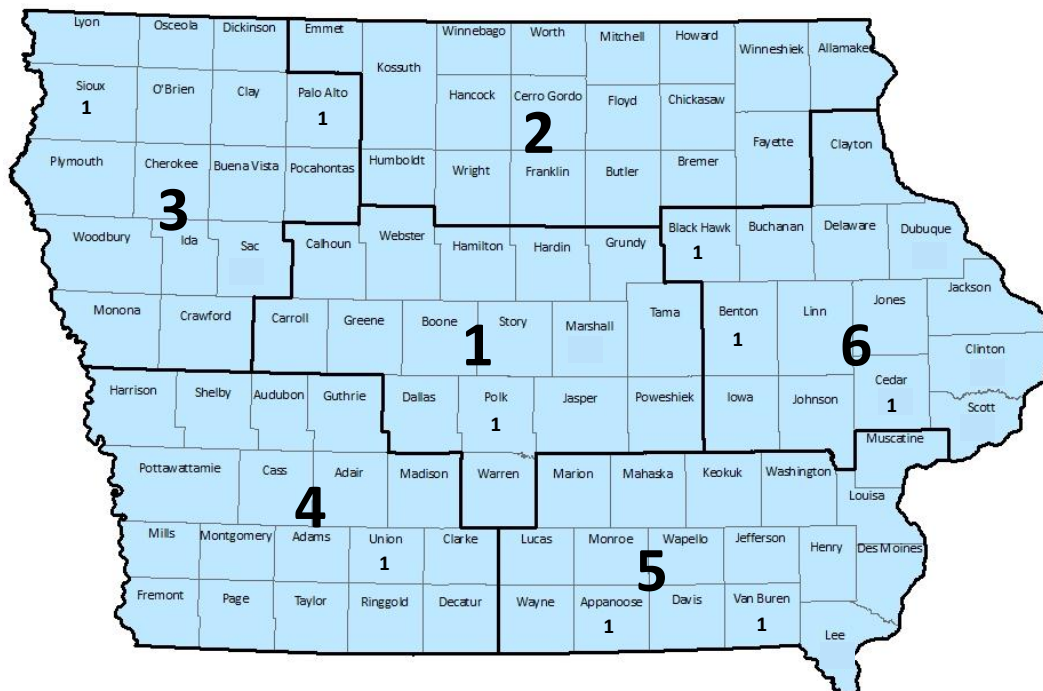 Lyon
Osceola
Dickinson
Emmet
Winnebago
Worth
Mitchell
Howard
Winneshiek
Allamakee
Kossuth
Sioux
1
O'Brien
Clay
Palo Alto
1
Hancock
Cerro Gordo
Floyd
Chickasaw
2
Plymouth
Cherokee
Buena Vista
Pocahontas
Humboldt
Wright
Franklin
Butler
Bremer
Fayette
Clayton
3
Woodbury
Ida
Sac
Calhoun
Webster
Hamilton
Hardin
Grundy
Black Hawk
1
Buchanan
Delaware
Dubuque
Monona
Crawford
Carroll
Greene
Boone
Story
Marshall
Tama
Benton
1
Linn
Jones
Jackson
1
6
Clinton
Harrison
Shelby
Audubon
Guthrie
Dallas
Polk
1
Jasper
Poweshiek
Iowa
Johnson
Cedar
1
Scott
Muscatine
Pottawattamie
Cass
Adair
Madison
Warren
Marion
Mahaska
Keokuk
Washington
Louisa
4
Mills
Montgomery
Adams
Union
1
Clarke
Lucas
Monroe
Wapello
Jefferson
Henry
Des Moines
5
Fremont
Page
Taylor
Ringgold
Decatur
Wayne
Appanoose
1
Davis
Van Buren
1
Lee